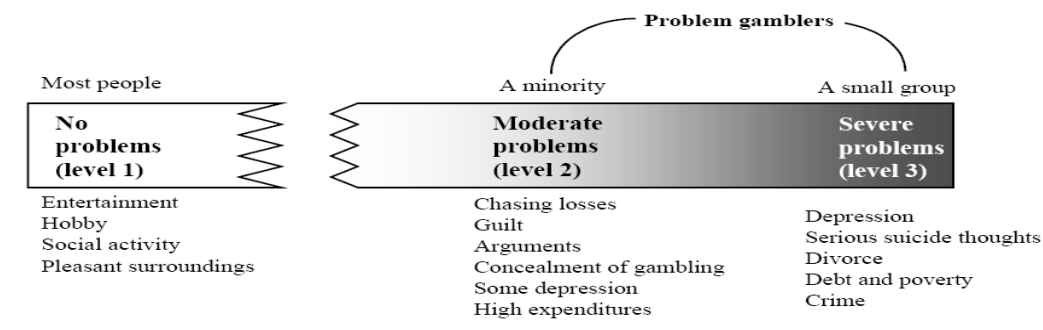 Problem gamblers
Most people
A minority
A small group
No
problems
(level 1)
Moderate
problems
(level 2)
Severe
problems
(level 3)
Entertainment
Hobby
Social activity
Pleasant surroundings
Chasing losses
Guilt
Arguments
Concealment of gambling
Some depression
High expenditures
Depression
Serious suicide thoughts
Divorce
Debt and poverty
Crime